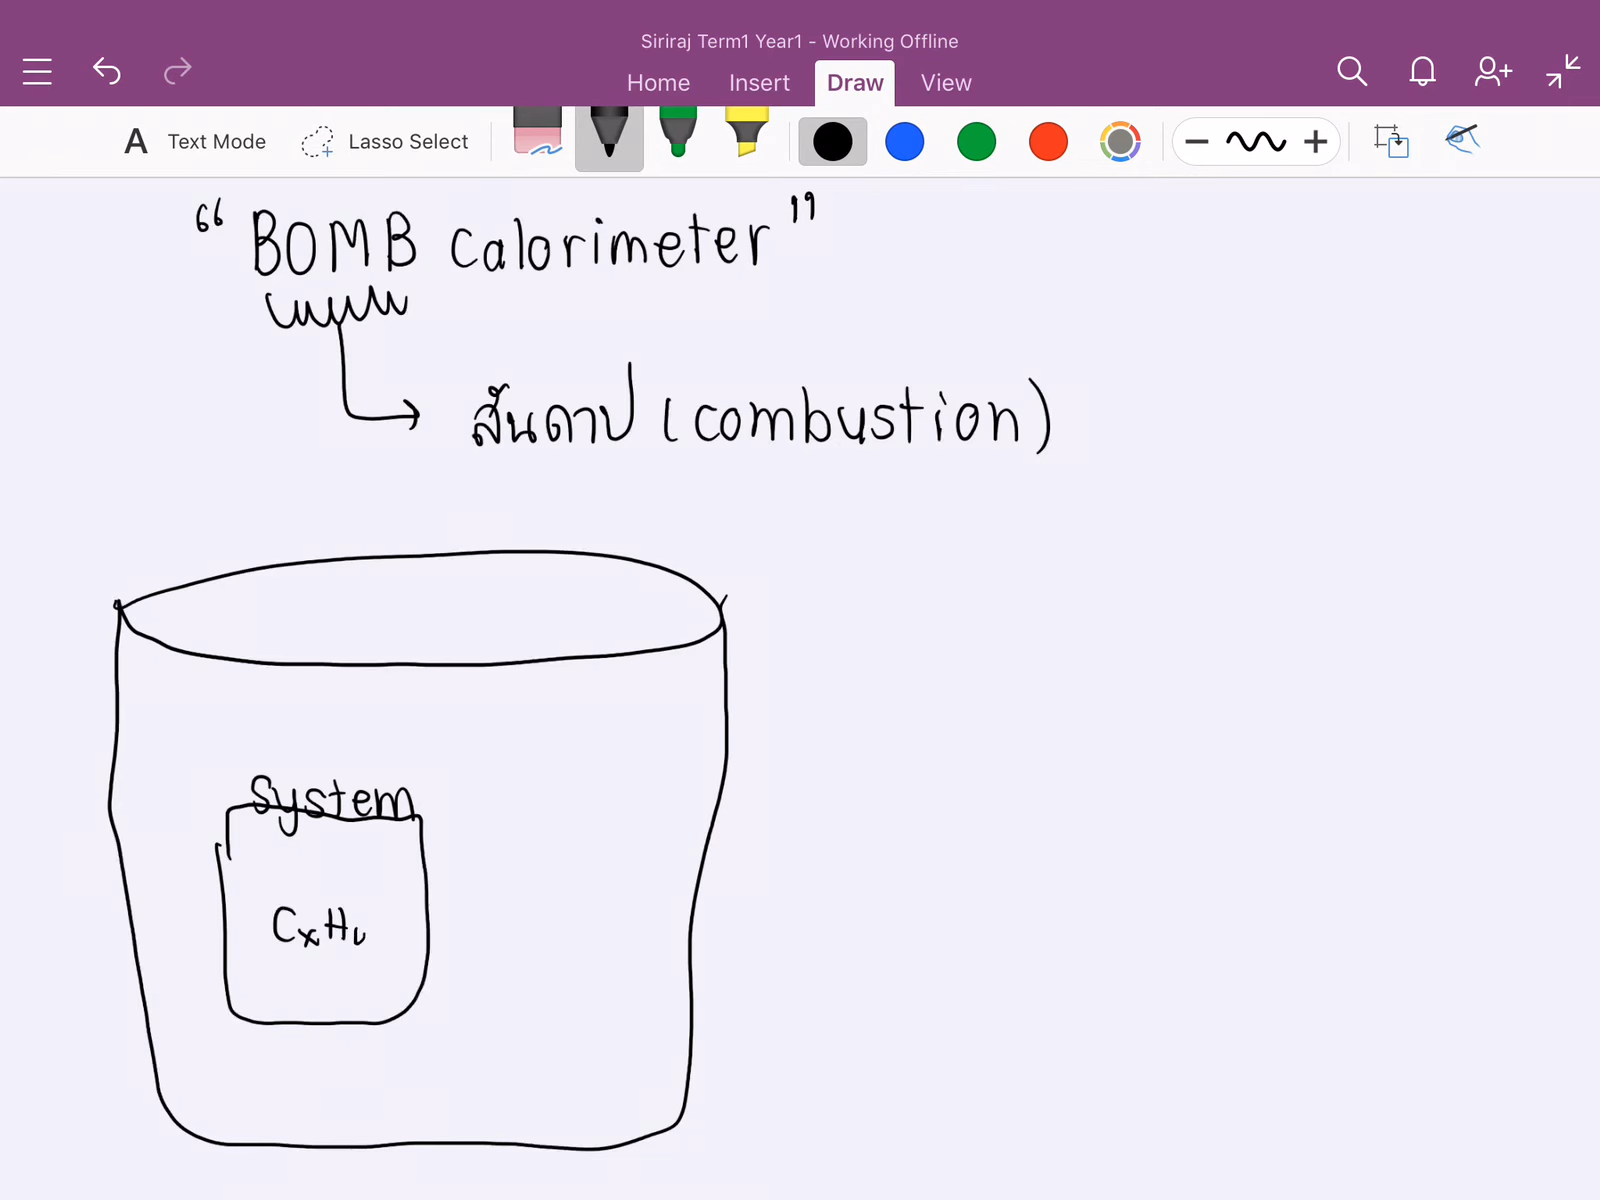 Siriraj Term1 Year1 - Working Offline
Home Insert Draw View
A Text Mode Lasso Select
"BOMB calorimeter"
สันดาป (combustion)
system
CxH